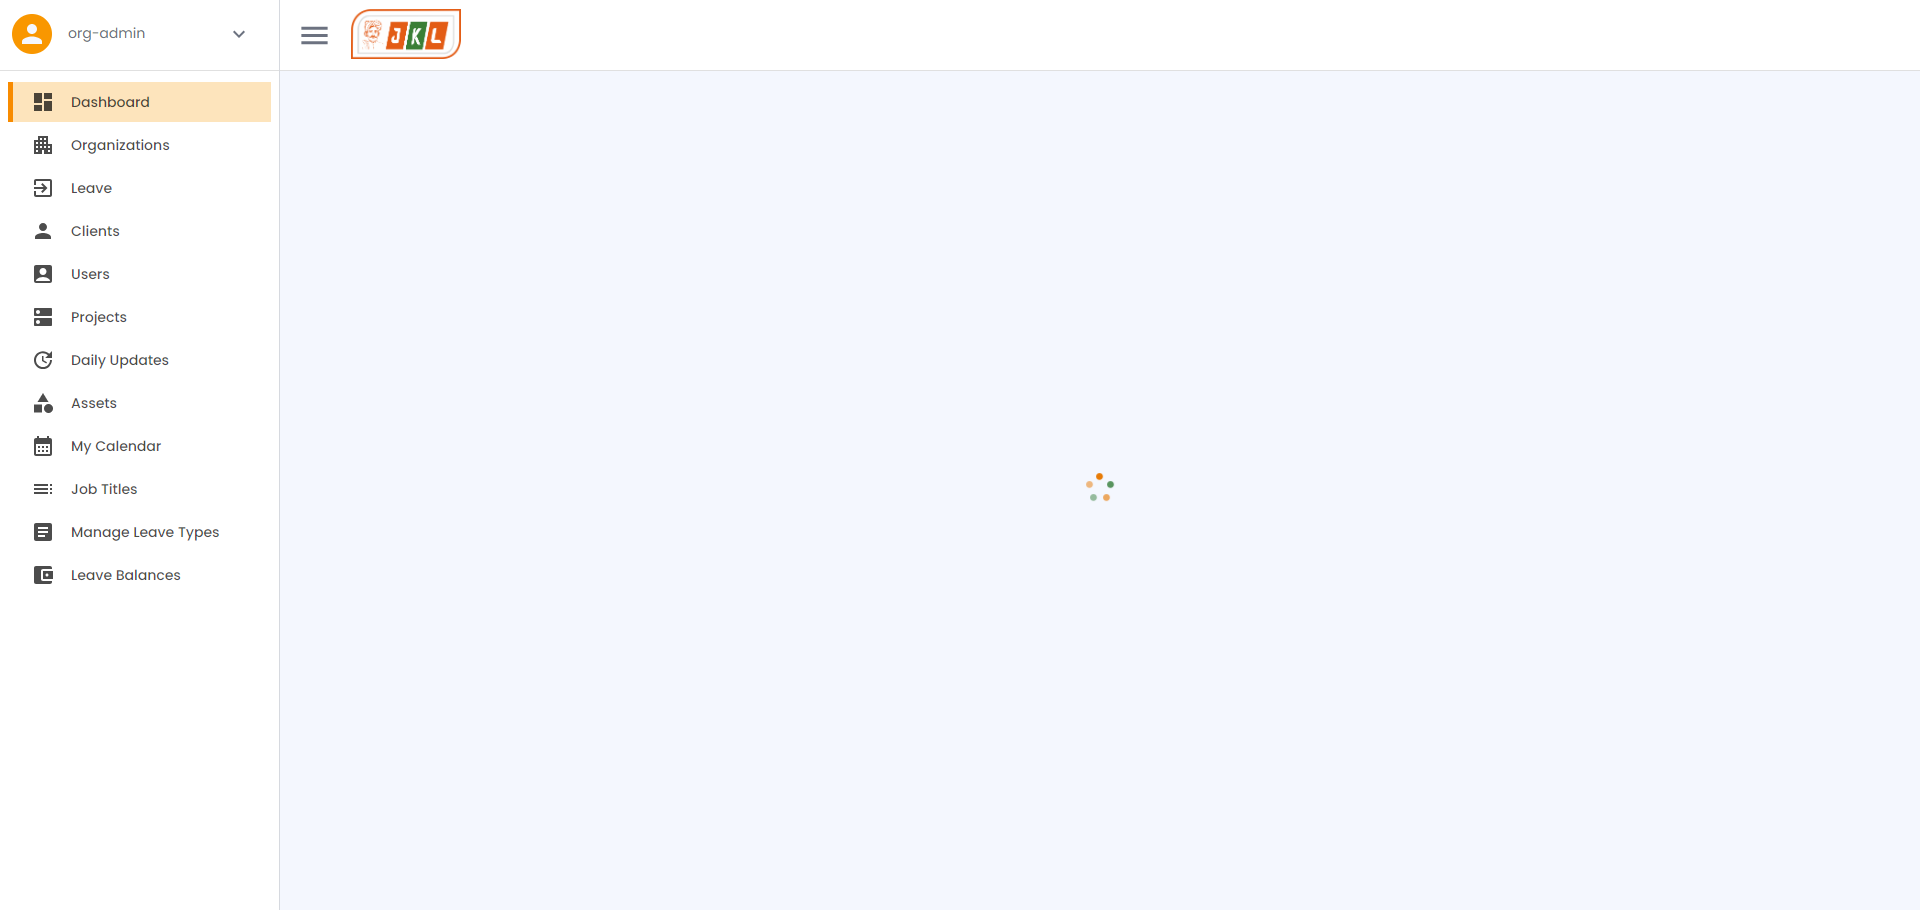 org-admin
JKL
Dashboard
Organizations
Leave
Clients
Users
Projects
Daily Updates
Assets
My Calendar
Job Titles
Manage Leave Types
Leave Balances